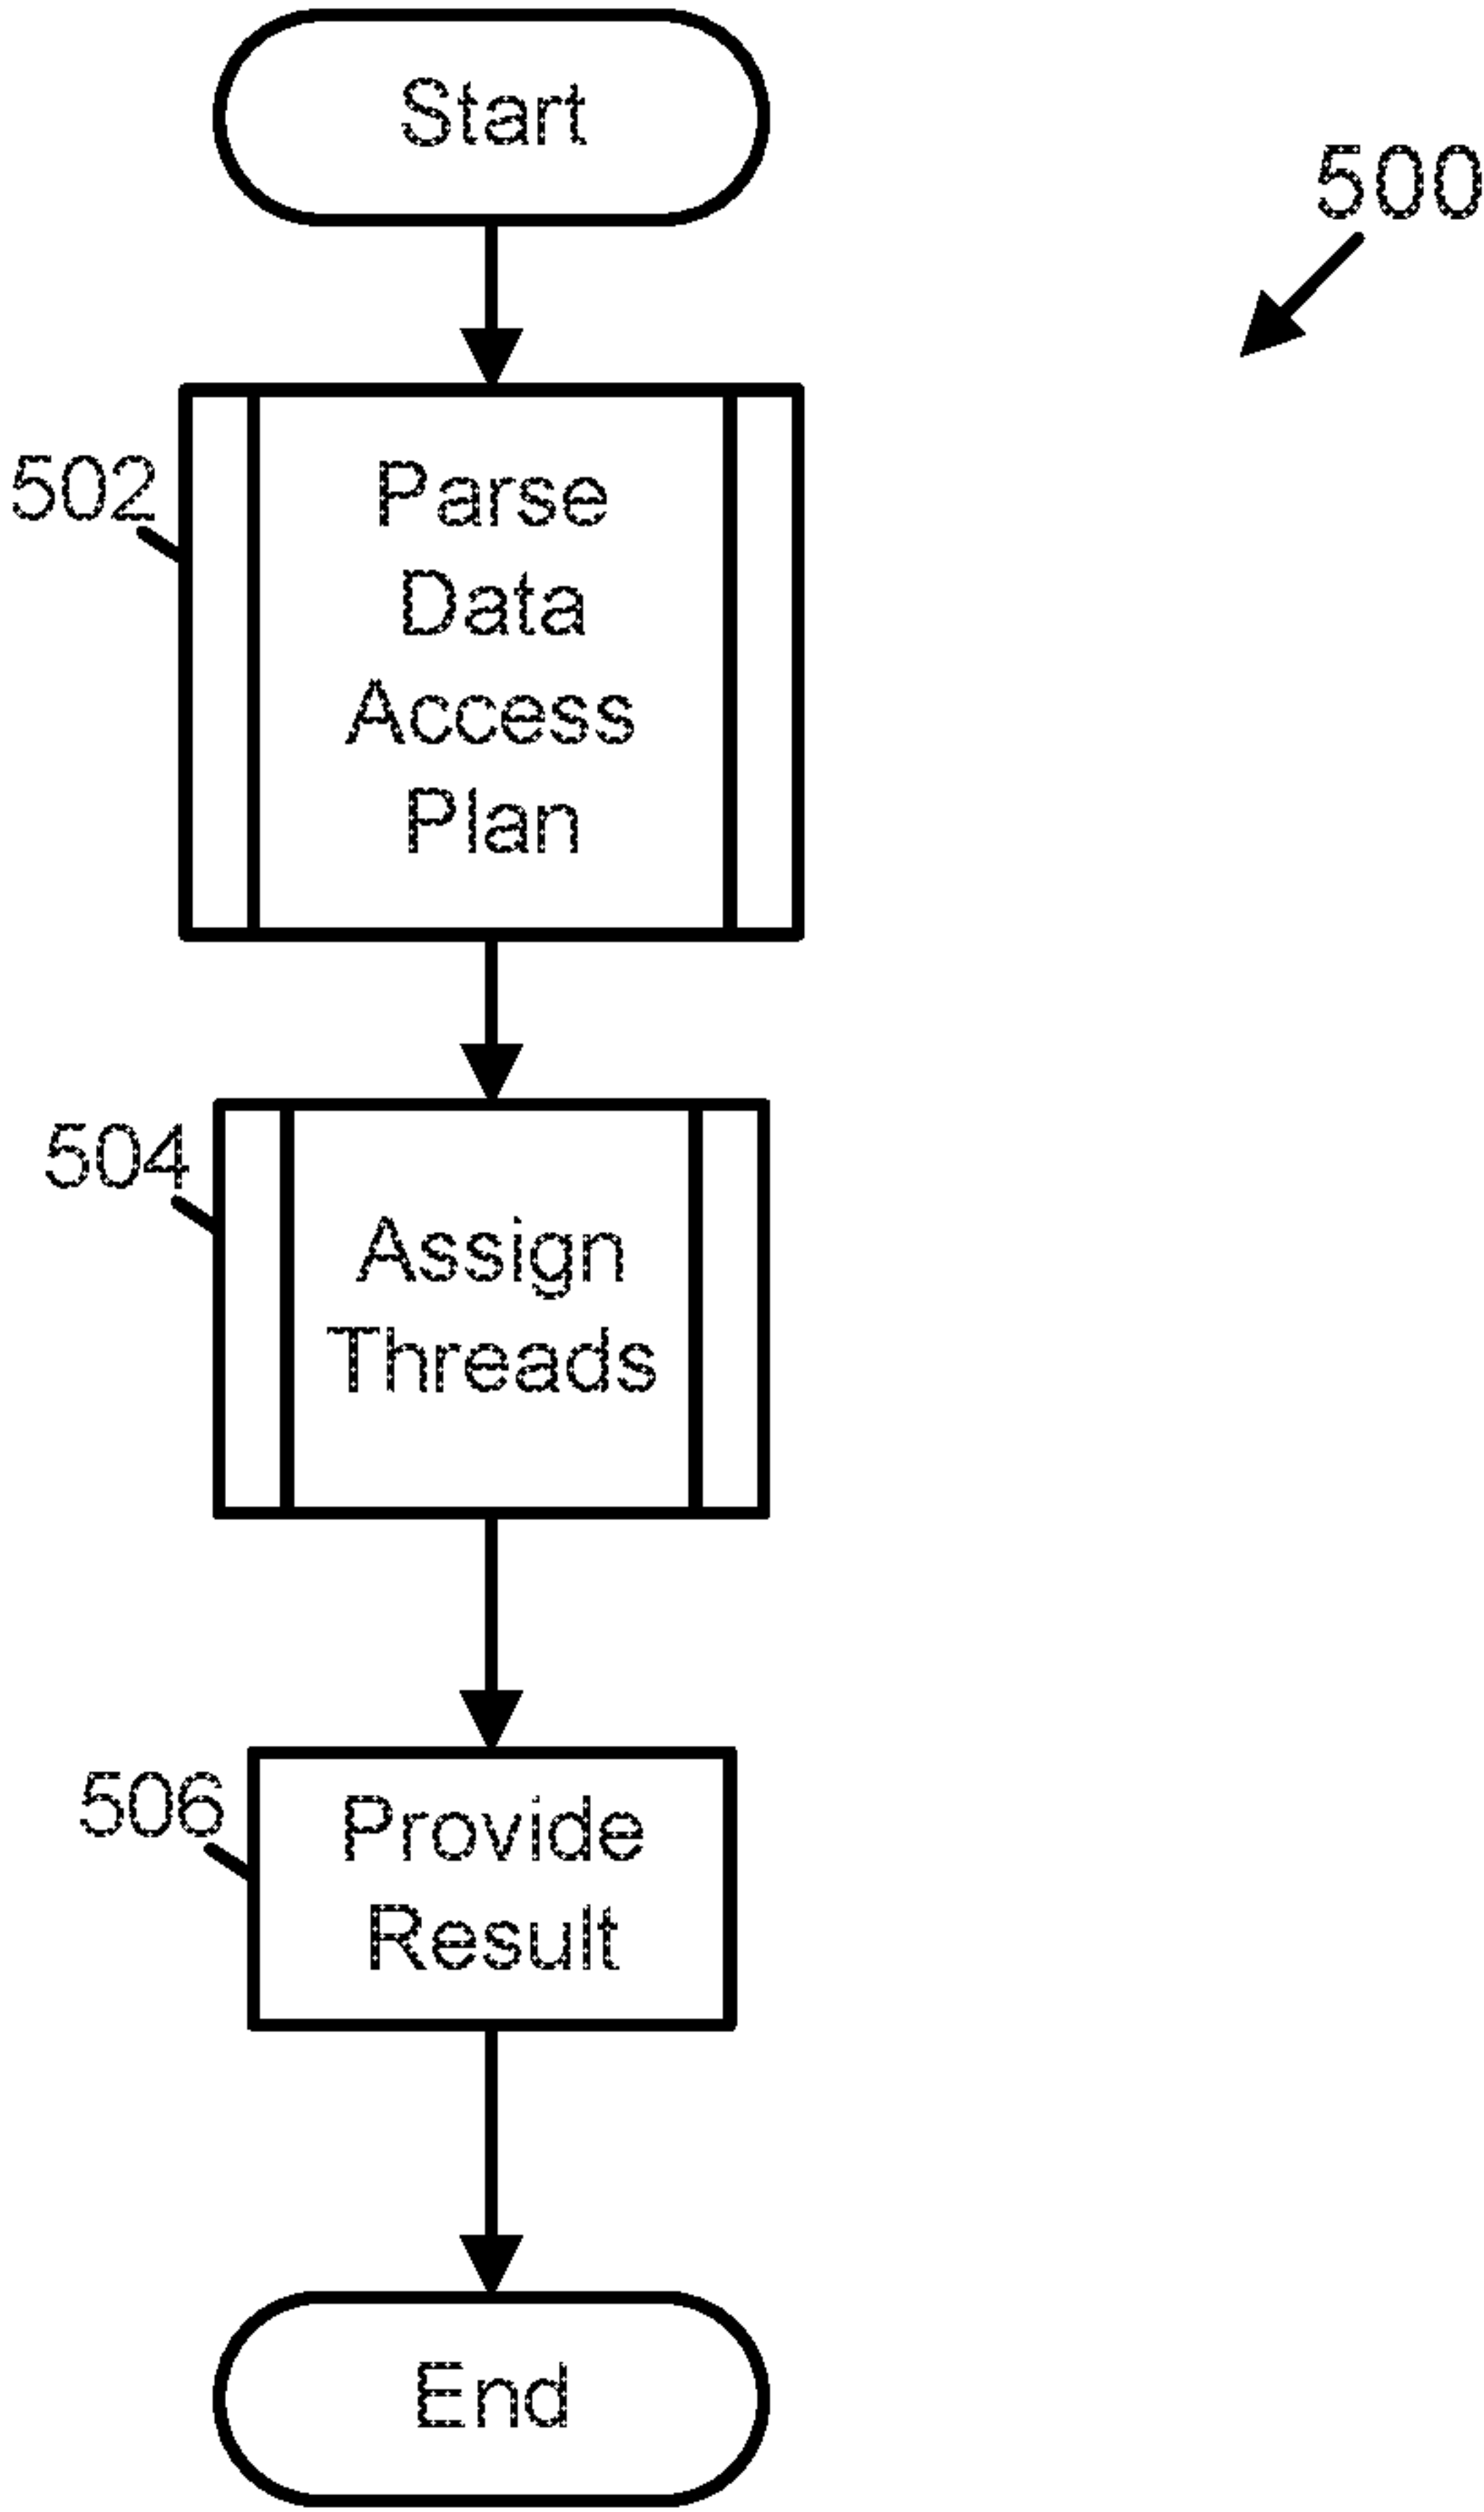 Start
500
502
Parse
Data
Access
Plan
504
Assign
Threads
506
Provide
Result
End